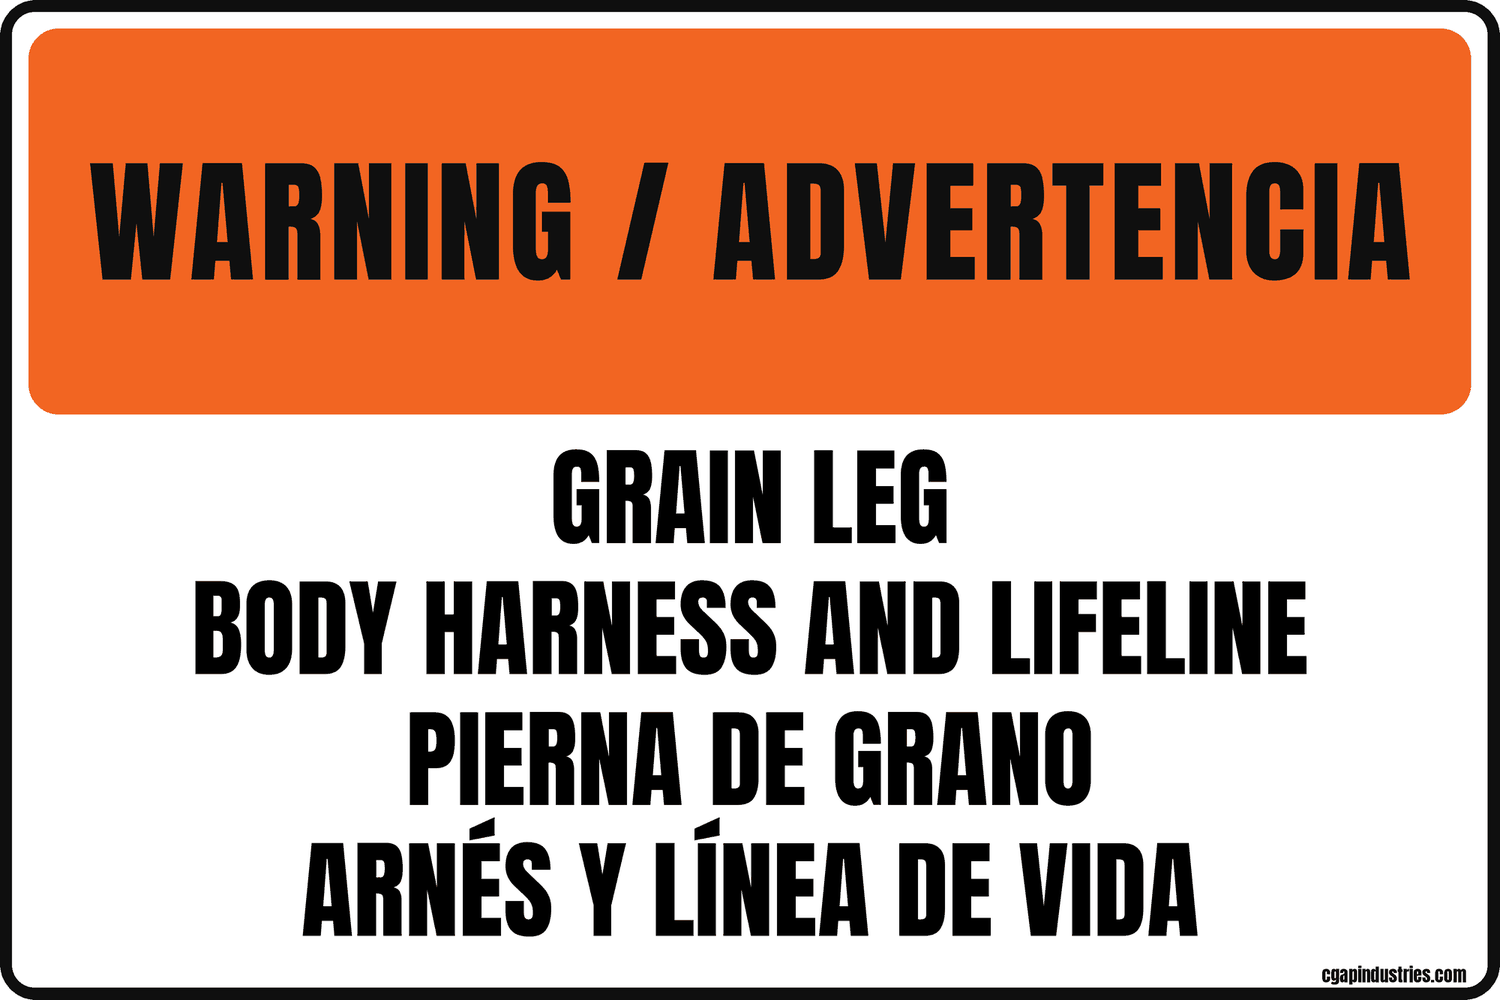 WARNING / ADVERTENCIA
GRAIN LEG
BODY HARNESS AND LIFELINE
PIERNA DE GRANO
ARNÉS Y LÍNEA DE VIDA
cgapindustries.com